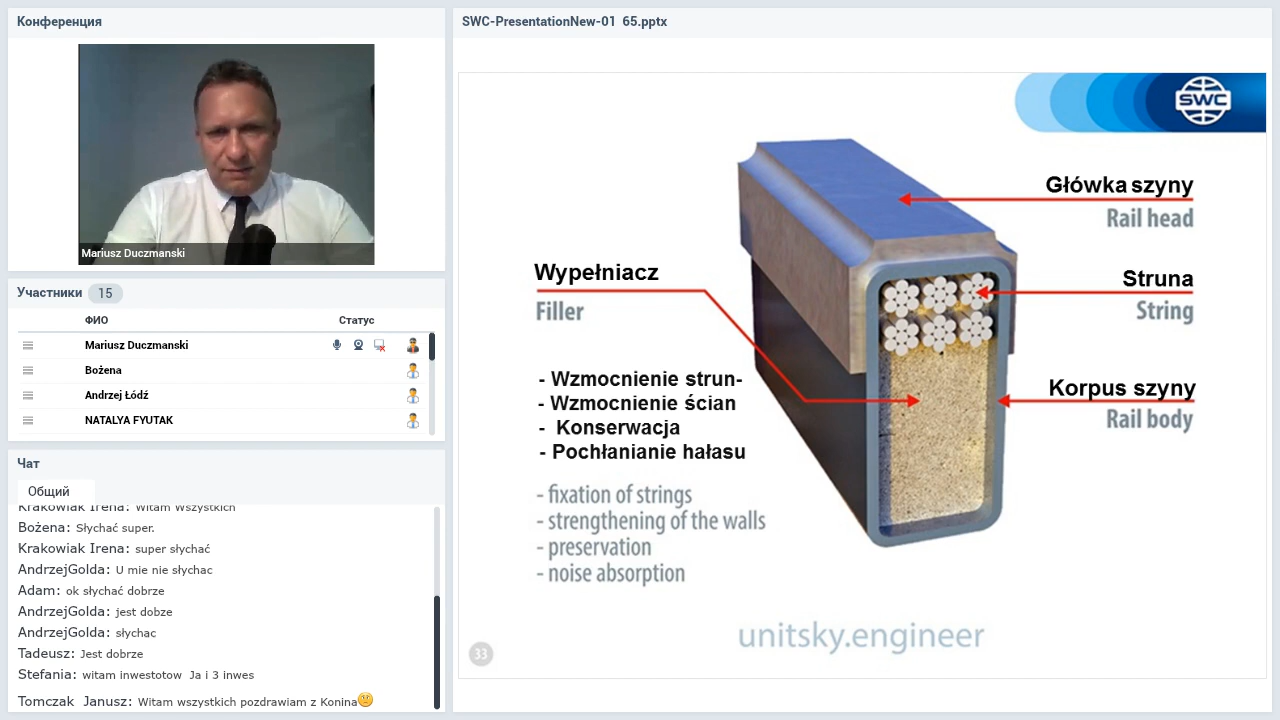 Конференция
Mariusz Duczmanski
Участники 15
ФИО Статус
Mariusz Duczmanski
Bożena
Andrzej Łódź
NATALYA FYUTAK
Чат
Общий
Krakowiak Irena: Witam Wszystkich
Bożena: Słychać super.
Krakowiak Irena: super słychać
AndrzejGolda: U mie nie słychac
Adam: ok słychać dobrze
AndrzejGolda: jest dobze
AndrzejGolda: słychac
Tadeusz: Jest dobrze
Stefania: witam inwestotow Ja i 3 inwes
Tomczak Janusz: Witam wszystkich pozdrawiam z Konina
SWC-PresentationNew-01 65.pptx
SWC
Główka szyny
Rail head
Wypełniacz
Filler
Struna
String
Korpus szyny
Rail body
- Wzmocnienie strun-
- Wzmocnienie ścian
- Konserwacja
- Pochłanianie hałasu
- fixation of strings
- strengthening of the walls
- preservation
- noise absorption
unitsky.engineer
33